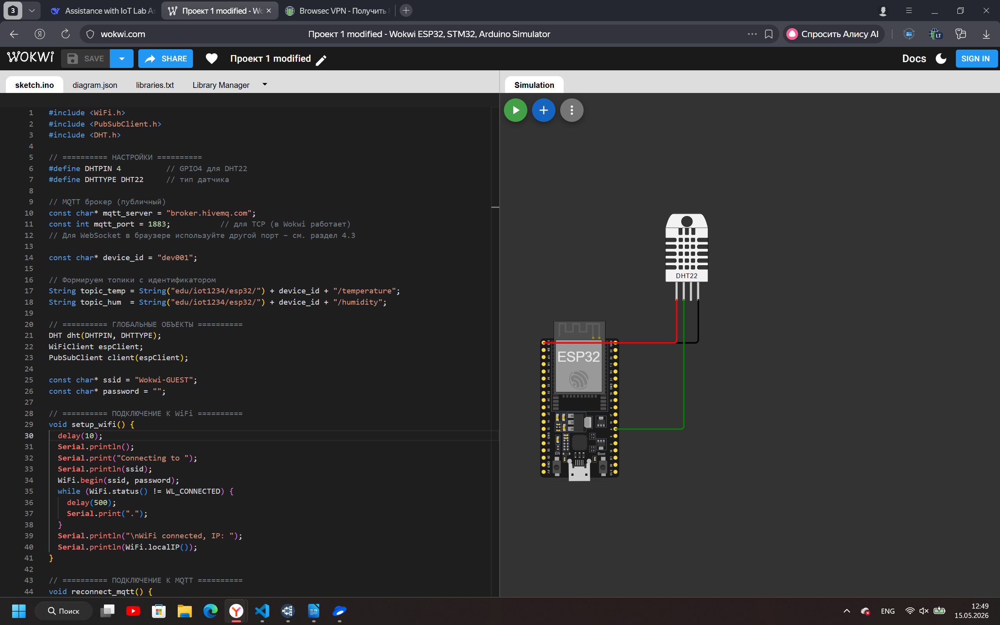 3
Assistance with IoT Lab As
Проект 1 modified - Wo
Browsec VPN - Получить
wokwi.com
Проект 1 modified - Wokwi ESP32, STM32, Arduino Simulator
Спросить Алису AI
LT
WOKWI
SAVE
SHARE
Проект 1 modified
Docs
SIGN IN
sketch.ino
diagram.json
libraries.txt
Library Manager
Simulation
1 #include <WiFi.h>
2 #include <PubSubClient.h>
3 #include <DHT.h>
4
5 // ========== НАСТРОЙКИ ==========
6 #define DHTPIN 4          // GPIO4 для DHT22
7 #define DHTTYPE DHT22     // тип датчика
8
9 // MQTT брокер (публичный)
10 const char* mqtt_server = "broker.hivemq.com";
11 const int mqtt_port = 1883;           // для TCP (в Wokwi работает)
12 // Для WebSocket в браузере используйте другой порт – см. раздел 4.3
13
14 const char* device_id = "dev001";
15
16 // Формируем топики с идентификатором
17 String topic_temp = String("edu/iot1234/esp32/") + device_id + "/temperature";
18 String topic_hum  = String("edu/iot1234/esp32/") + device_id + "/humidity";
19
20 // ========== ГЛОБАЛЬНЫЕ ОБЪЕКТЫ ==========
21 DHT dht(DHTPIN, DHTTYPE);
22 WiFiClient espClient;
23 PubSubClient client(espClient);
24
25 const char* ssid = "Wokwi-GUEST";
26 const char* password = "";
27
28 // ========== ПОДКЛЮЧЕНИЕ К WiFi ==========
29 void setup_wifi() {
30   delay(10);
31   Serial.println();
32   Serial.print("Connecting to ");
33   Serial.println(ssid);
34   WiFi.begin(ssid, password);
35   while (WiFi.status() != WL_CONNECTED) {
36     delay(500);
37     Serial.print(".");
38   }
39   Serial.println("\nWiFi connected, IP: ");
40   Serial.println(WiFi.localIP());
41 }
42
43 // ========== ПОДКЛЮЧЕНИЕ К MQTT ==========
44 void reconnect_mqtt() {
DHT22
ESP32
EN
Boot
Поиск
ENG
12:49
15.05.2026